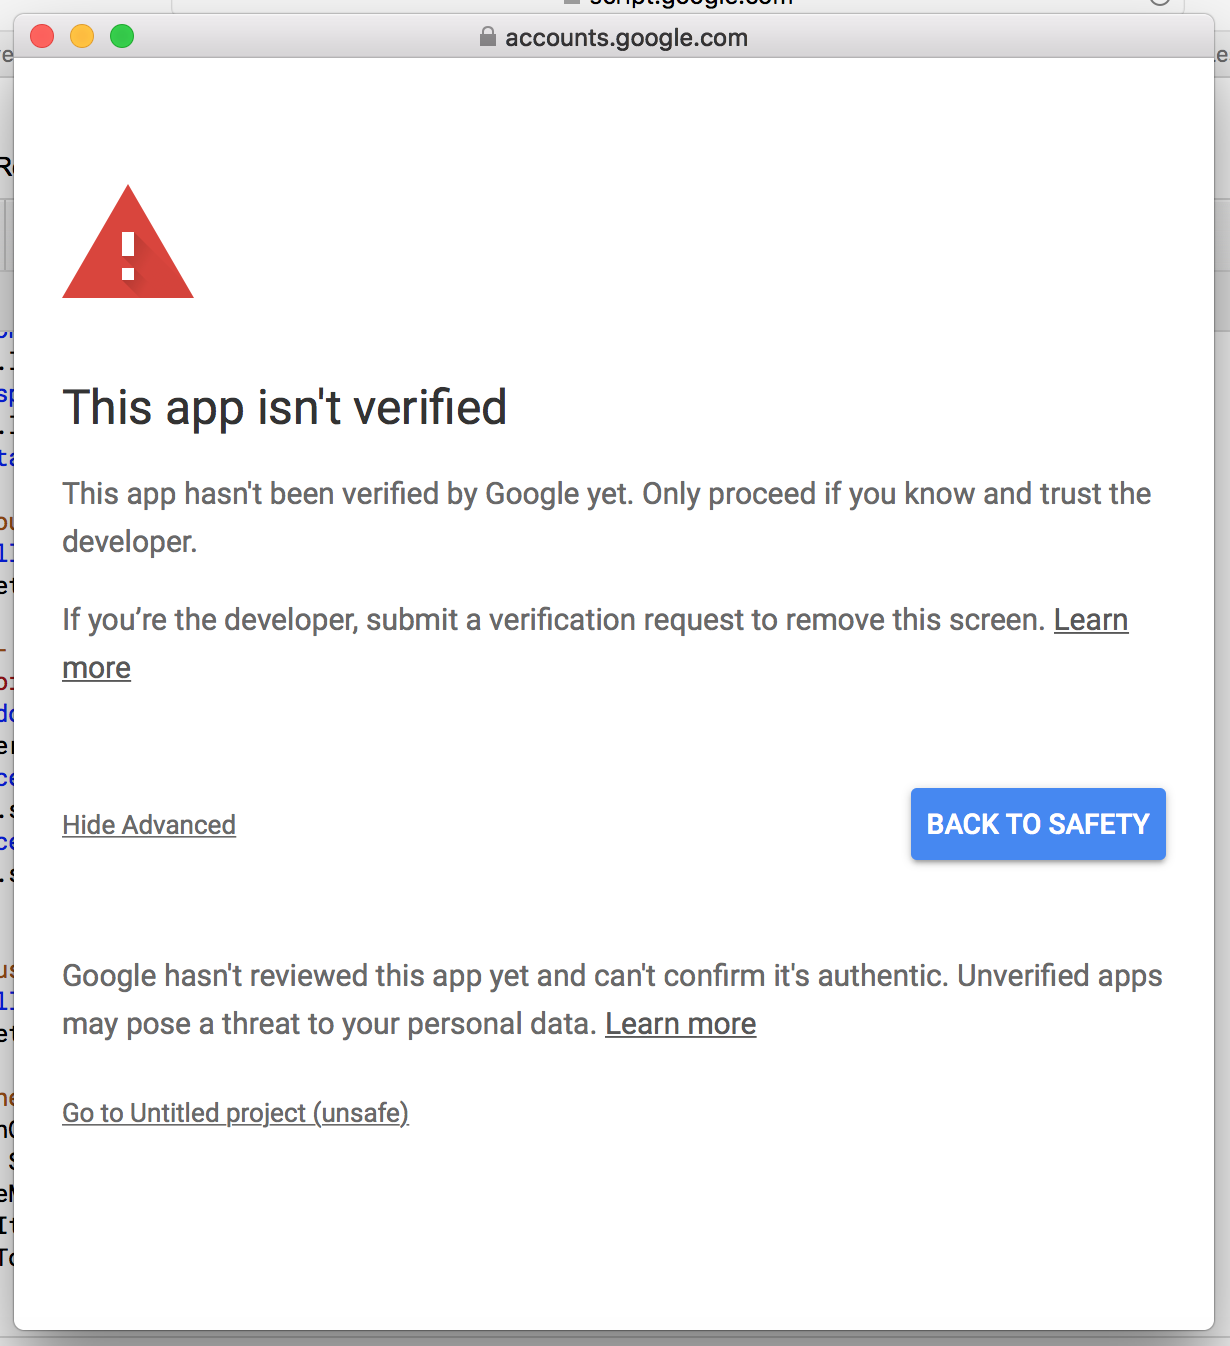 script.google.com
accounts.google.com
This app isn't verified
This app hasn't been verified by Google yet. Only proceed if you know and trust the
developer.
If you’re the developer, submit a verification request to remove this screen. Learn
more
Hide Advanced
BACK TO SAFETY
Google hasn't reviewed this app yet and can't confirm it's authentic. Unverified apps
may pose a threat to your personal data. Learn more
Go to Untitled project (unsafe)